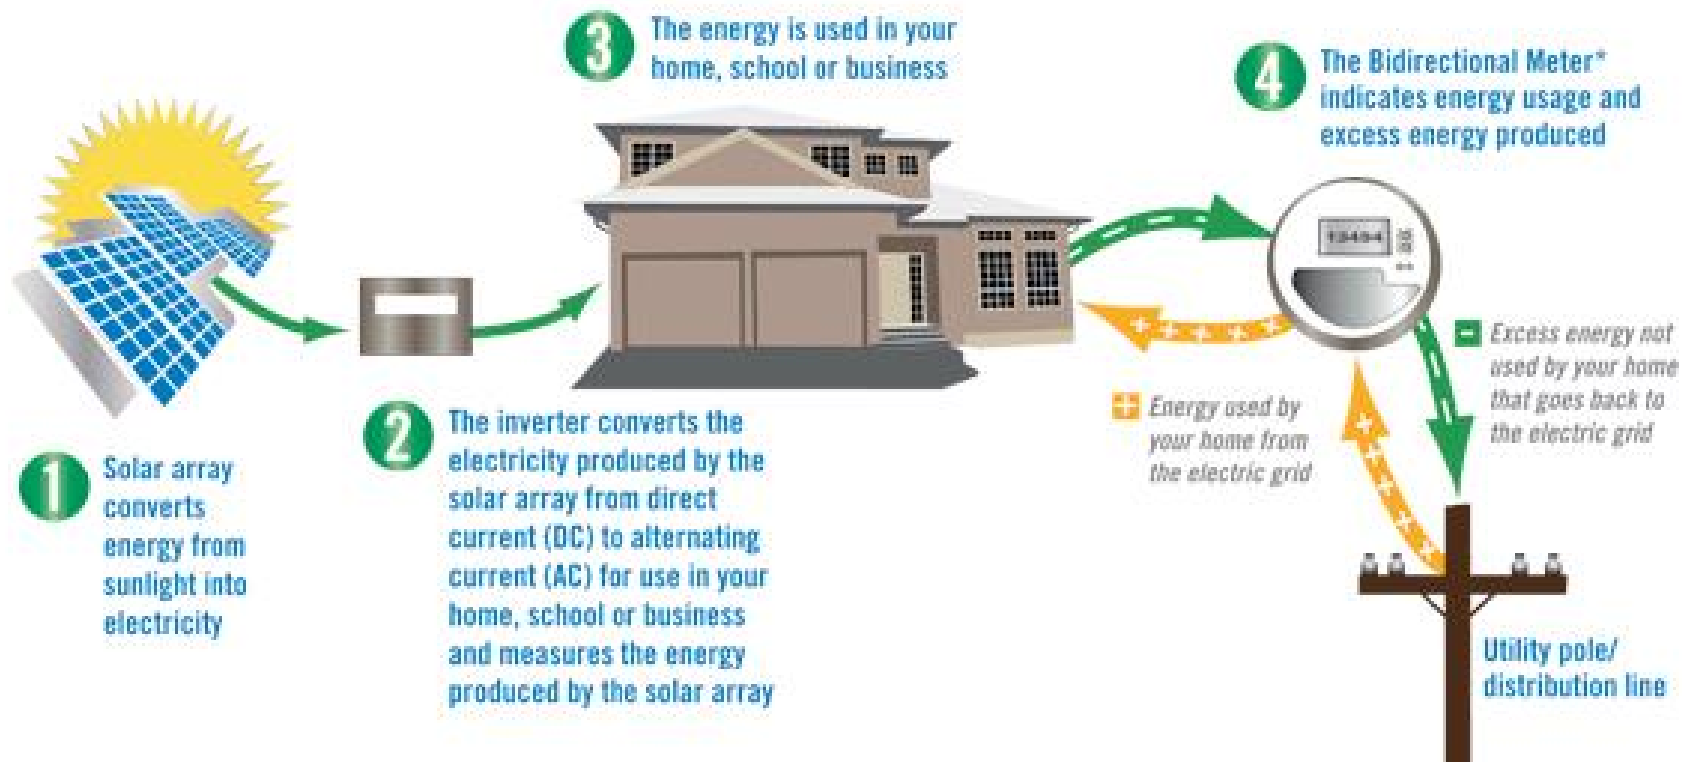 1
Solar array
converts
energy from
sunlight into
electricity
2
The inverter converts the
electricity produced by the
solar array from direct
current (DC) to alternating
current (AC) for use in your
home, school or business
and measures the energy
produced by the solar array
3
The energy is used in your
home, school or business
4
The Bidirectional Meter*
indicates energy usage and
excess energy produced
+ Energy used by
your home from
the electric grid
- Excess energy not
used by your home
that goes back to
the electric grid
Utility pole/
distribution line